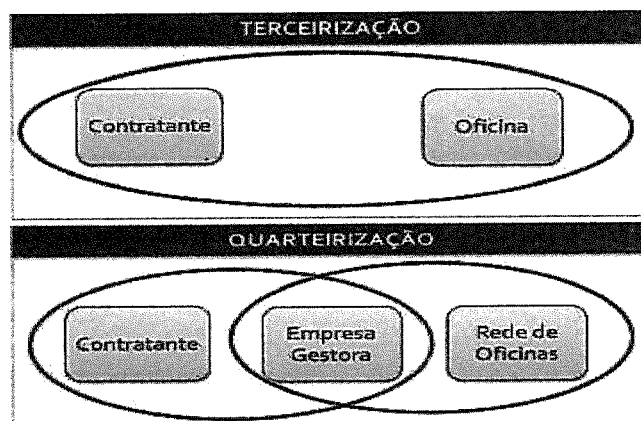 TERCEIRIZAÇÃO
Contratante
Oficina
QUARTEIRIZAÇÃO
Contratante
Empresa
Gestora
Rede de
Oficinas